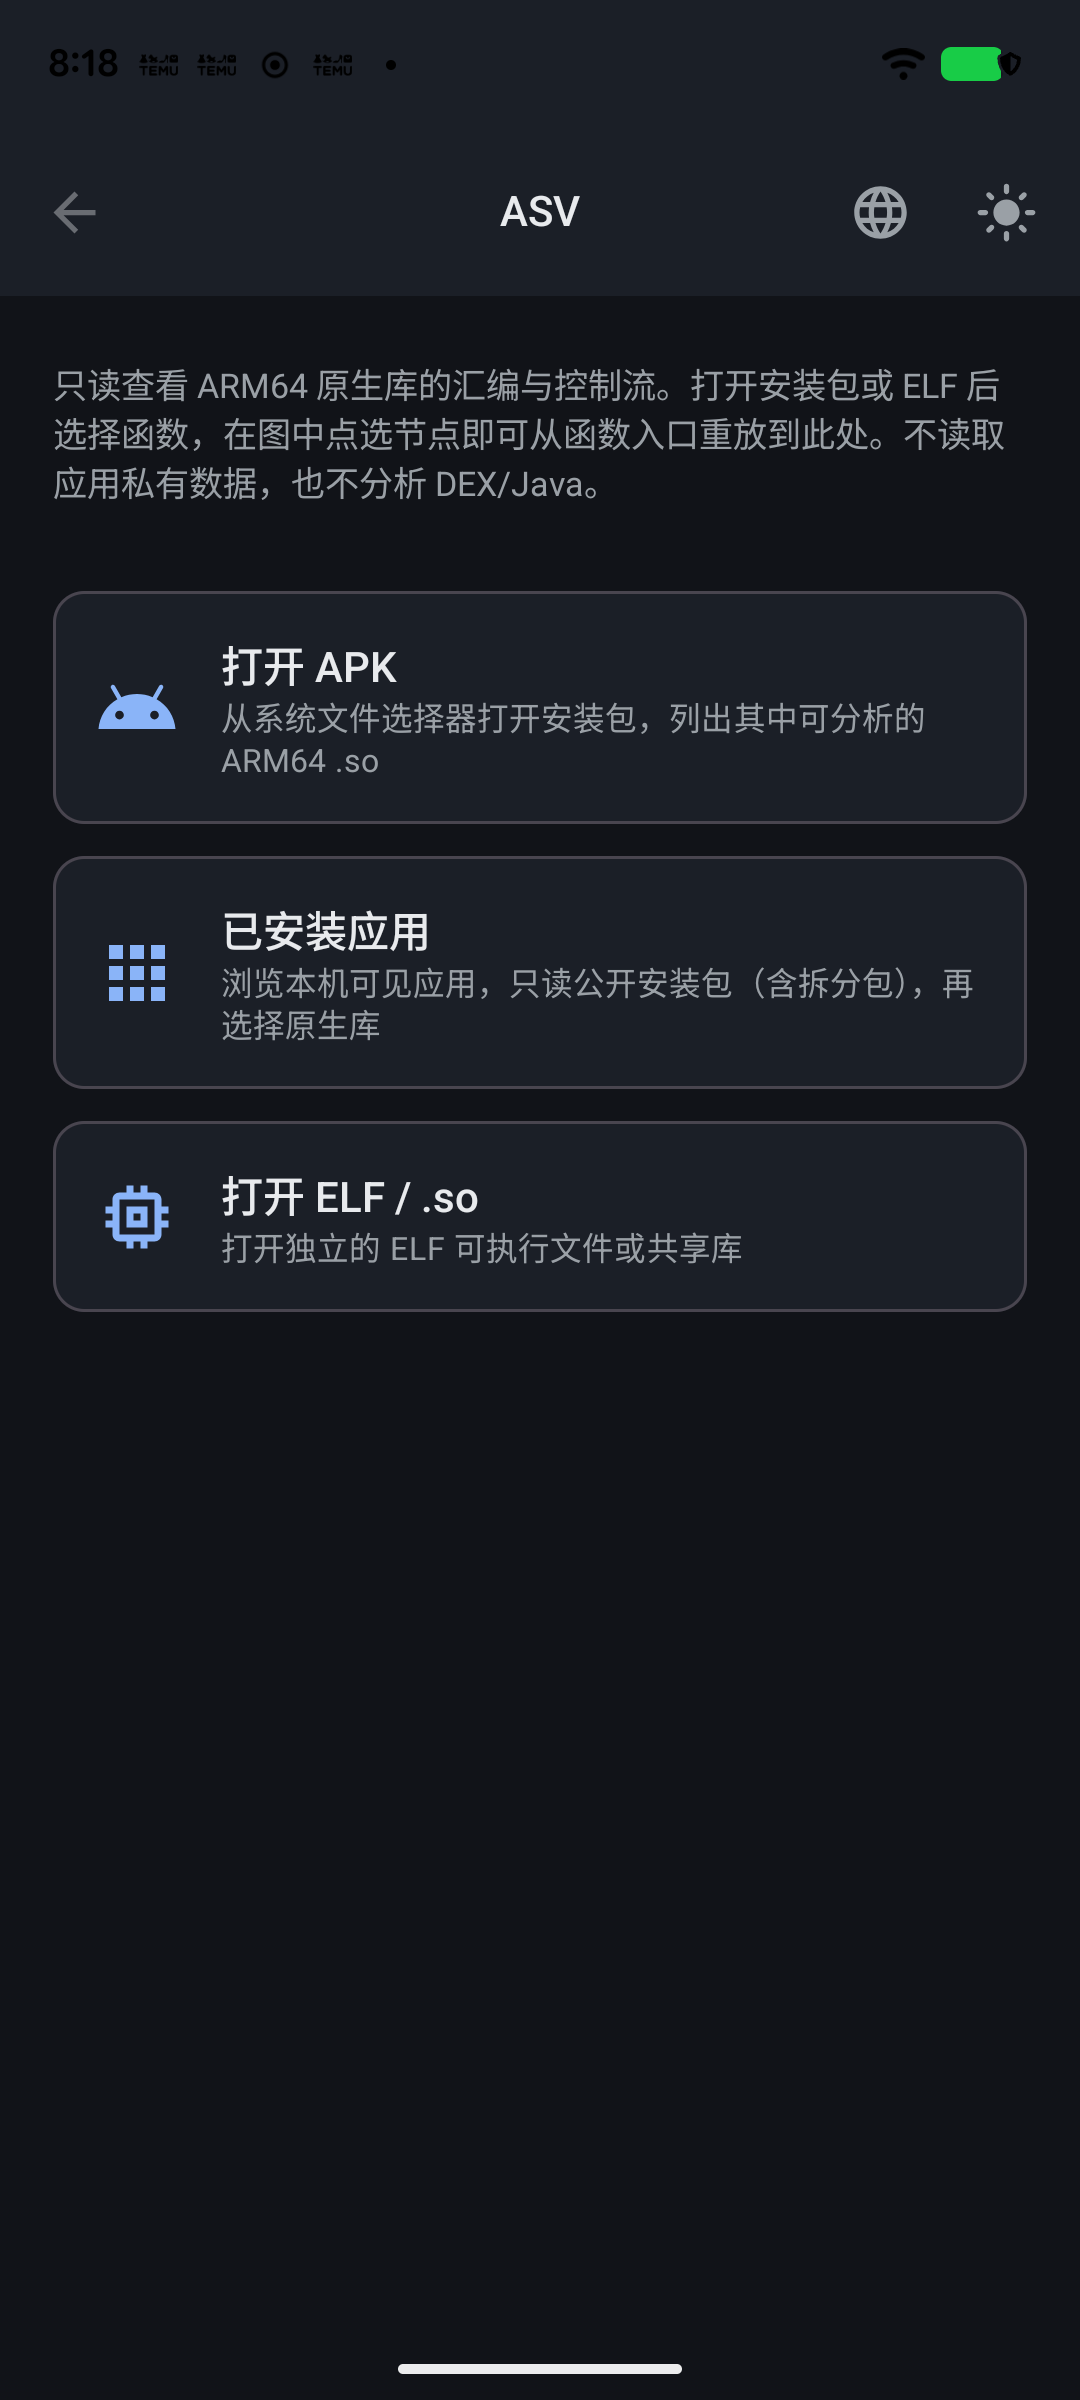 8:18 TEMU TEMU TEMU
ASV
只读查看 ARM64 原生库的汇编与控制流。打开安装包或 ELF 后
选择函数，在图中点选节点即可从函数入口重放到此处。不读取
应用私有数据，也不分析 DEX/Java。
打开 APK
从系统文件选择器打开安装包，列出其中可分析的
ARM64 .so
已安装应用
浏览本机可见应用，只读公开安装包（含拆分包），再
选择原生库
打开 ELF / .so
打开独立的 ELF 可执行文件或共享库